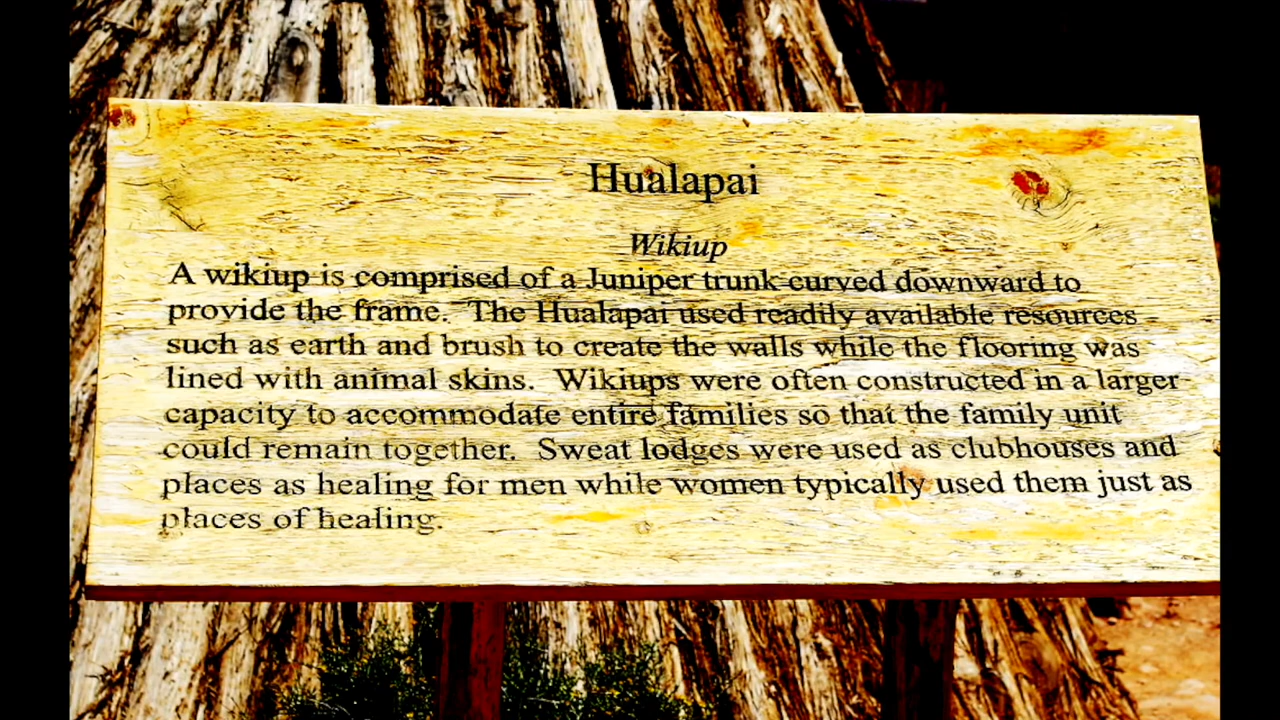 Hualapai
Wikiup
A wikiup is comprised of a Juniper trunk curved downward to
provide the frame. The Hualapai used readily available resources
such as earth and brush to create the walls while the flooring was
lined with animal skins. Wikiups were often constructed in a larger
capacity to accommodate entire families so that the family unit
could remain together. Sweat lodges were used as clubhouses and
places as healing for men while women typically used them just as
places of healing.